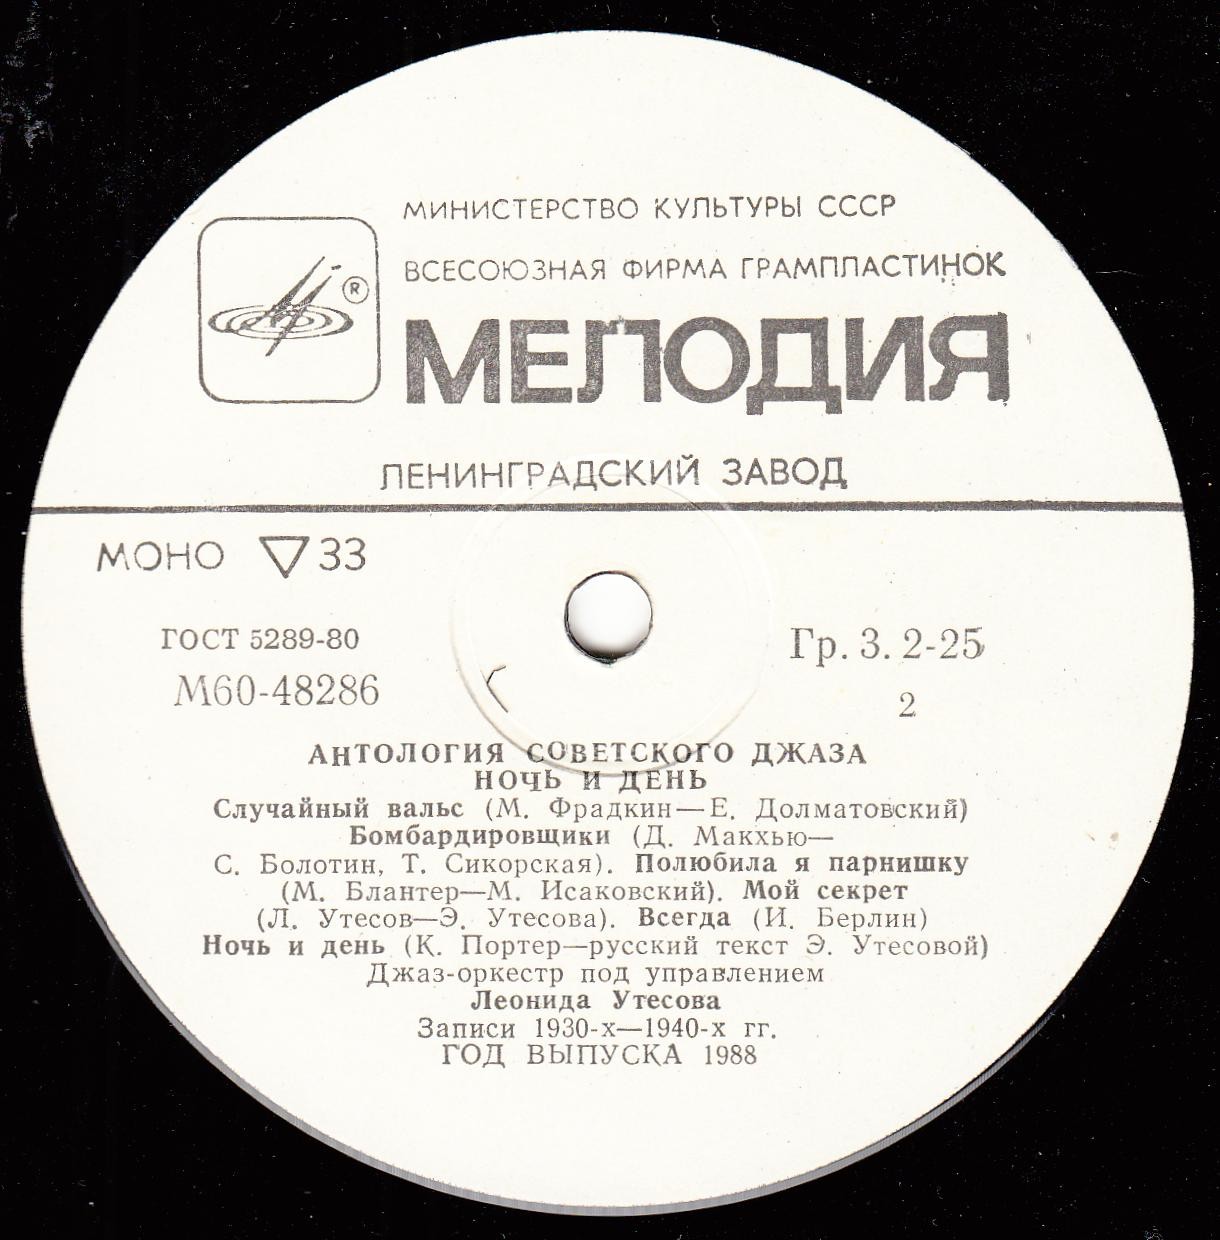 МИНИСТЕРСТВО КУЛЬТУРЫ СССР
ВСЕСОЮЗНАЯ ФИРМА ГРАМПЛАСТИНОК
®
МЕЛОДИЯ
ЛЕНИНГРАДСКИЙ ЗАВОД
МОНО ▽ 33
ГОСТ 5289-80
Гр. 3. 2-25
М60-48286
2
АНТОЛОГИЯ СОВЕТСКОГО ДЖАЗА
НОЧЬ И ДЕНЬ
Случайный вальс (М. Фрадкин—Е. Долматовский)
Бомбардировщики (Д. Макхью—
С. Болотин, Т. Сикорская). Полюбила я парнишку
(М. Блантер—М. Исаковский). Мой секрет
(Л. Утесов—Э. Утесова). Всегда (И. Берлин)
Ночь и день (К. Портер—русский текст Э. Утесовой)
Джаз-оркестр под управлением
Леонида Утесова
Записи 1930-х—1940-х гг.
ГОД ВЫПУСКА 1988